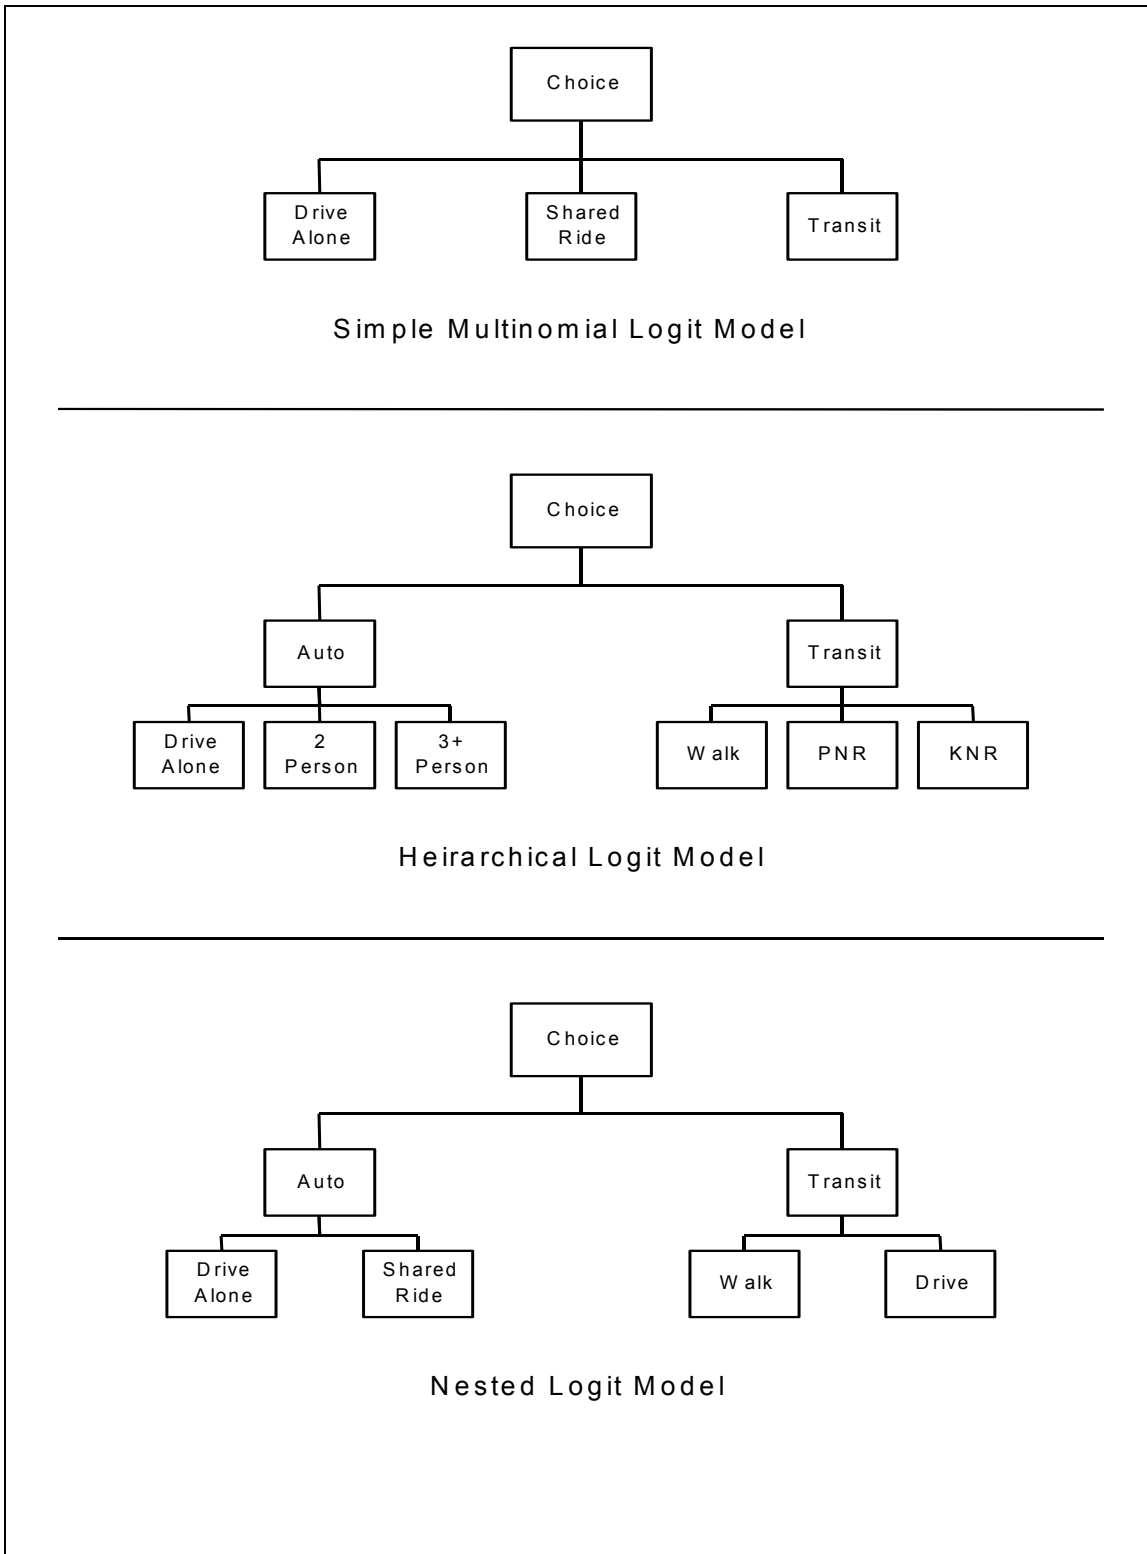 Choice
Drive
Alone
Shared
Ride
Transit
Simple Multinomial Logit Model
Choice
Auto
Transit
Drive
Alone
2
Person
3+
Person
Walk
PNR
KNR
Heirarchical Logit Model
Choice
Auto
Transit
Drive
Alone
Shared
Ride
Walk
Drive
Nested Logit Model